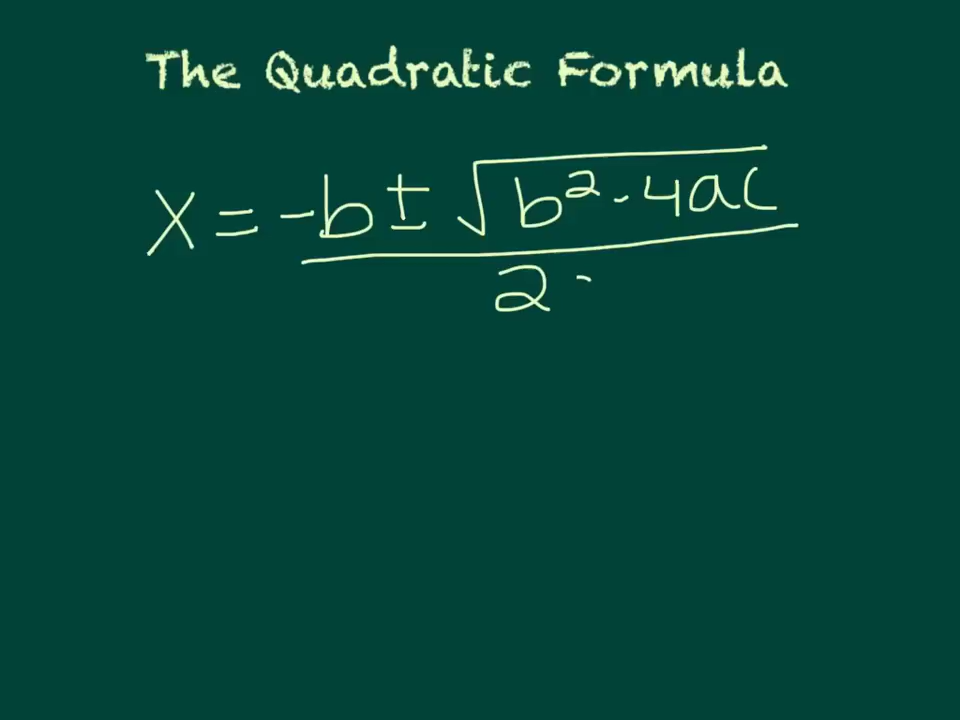 The Quadratic Formula
x = -b ± √(b² - 4ac)
2